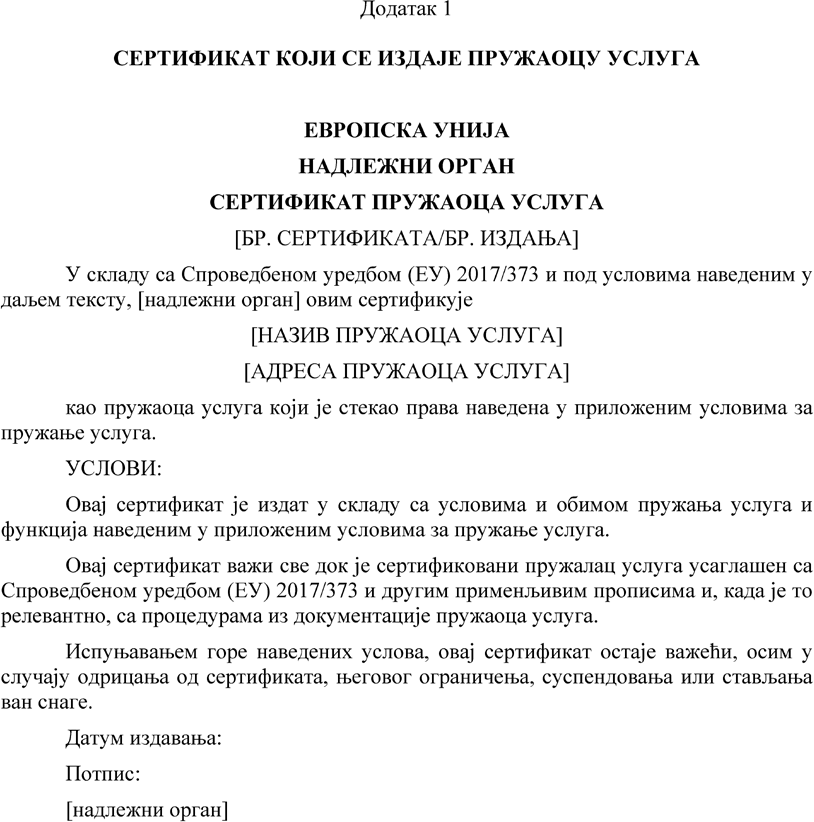 Додатак 1
СЕРТИФИКАТ КОЈИ СЕ ИЗДАЈЕ ПРУЖАОЦУ УСЛУГА
ЕВРОПСКА УНИЈА
НАДЛЕЖНИ ОРГАН
СЕРТИФИКАТ ПРУЖАОЦА УСЛУГА
[БР. СЕРТИФИКАТА/БР. ИЗДАЊА]
У складу са Спроведбеном уредбом (ЕУ) 2017/373 и под условима наведеним у
даљем тексту, [надлежни орган] овим сертификује
[НАЗИВ ПРУЖАОЦА УСЛУГА]
[АДРЕСА ПРУЖАОЦА УСЛУГА]
као пружаоца услуга који је стекао права наведена у приложеним условима за
пружање услуга.
УСЛОВИ:
Овај сертификат је издат у складу са условима и обимом пружања услуга и
функција наведеним у приложеним условима за пружање услуга.
Овај сертификат важи све док је сертификовани пружалац услуга усаглашен са
Спроведбеном уредбом (ЕУ) 2017/373 и другим применљивим прописима и, када је то
релевантно, са процедурама из документације пружаоца услуга.
Испуњавањем горе наведених услова, овај сертификат остаје важећи, осим у
случају одрицања од сертификата, његовог ограничења, суспендовања или стављања
ван снаге.
Датум издавања:
Потпис:
[надлежни орган]